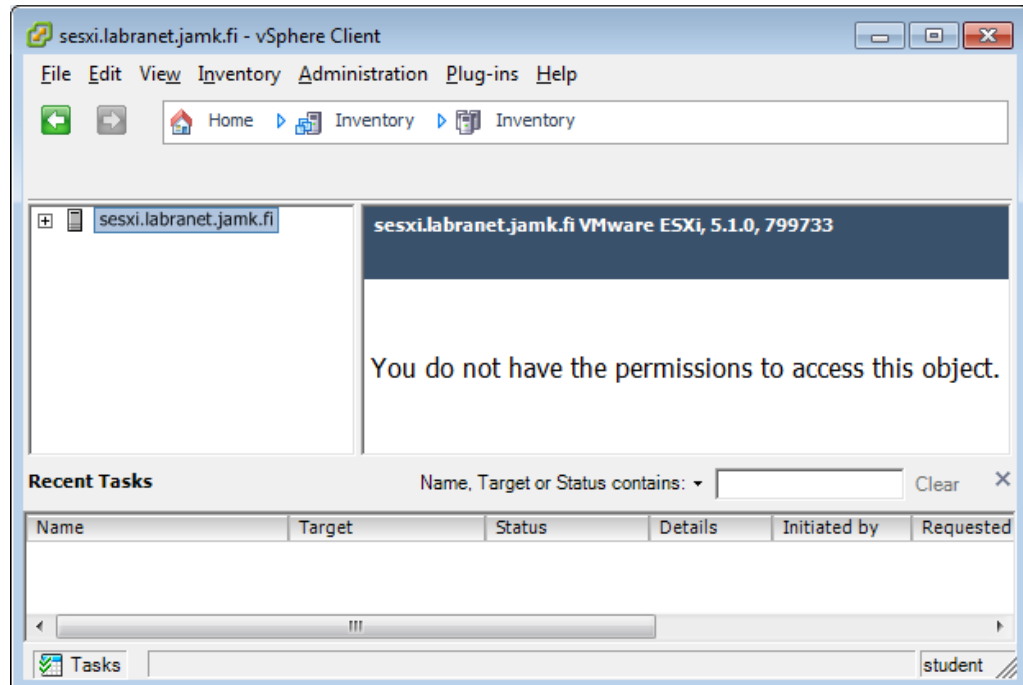 sesxi.labranet.jamk.fi - vSphere Client
File Edit View Inventory Administration Plug-ins Help
Home Inventory Inventory
sesxi.labranet.jamk.fi
sesxi.labranet.jamk.fi VMware ESXi, 5.1.0, 799733
You do not have the permissions to access this object.
Recent Tasks Name, Target or Status contains: Clear
Name Target Status Details Initiated by Requested
Tasks student